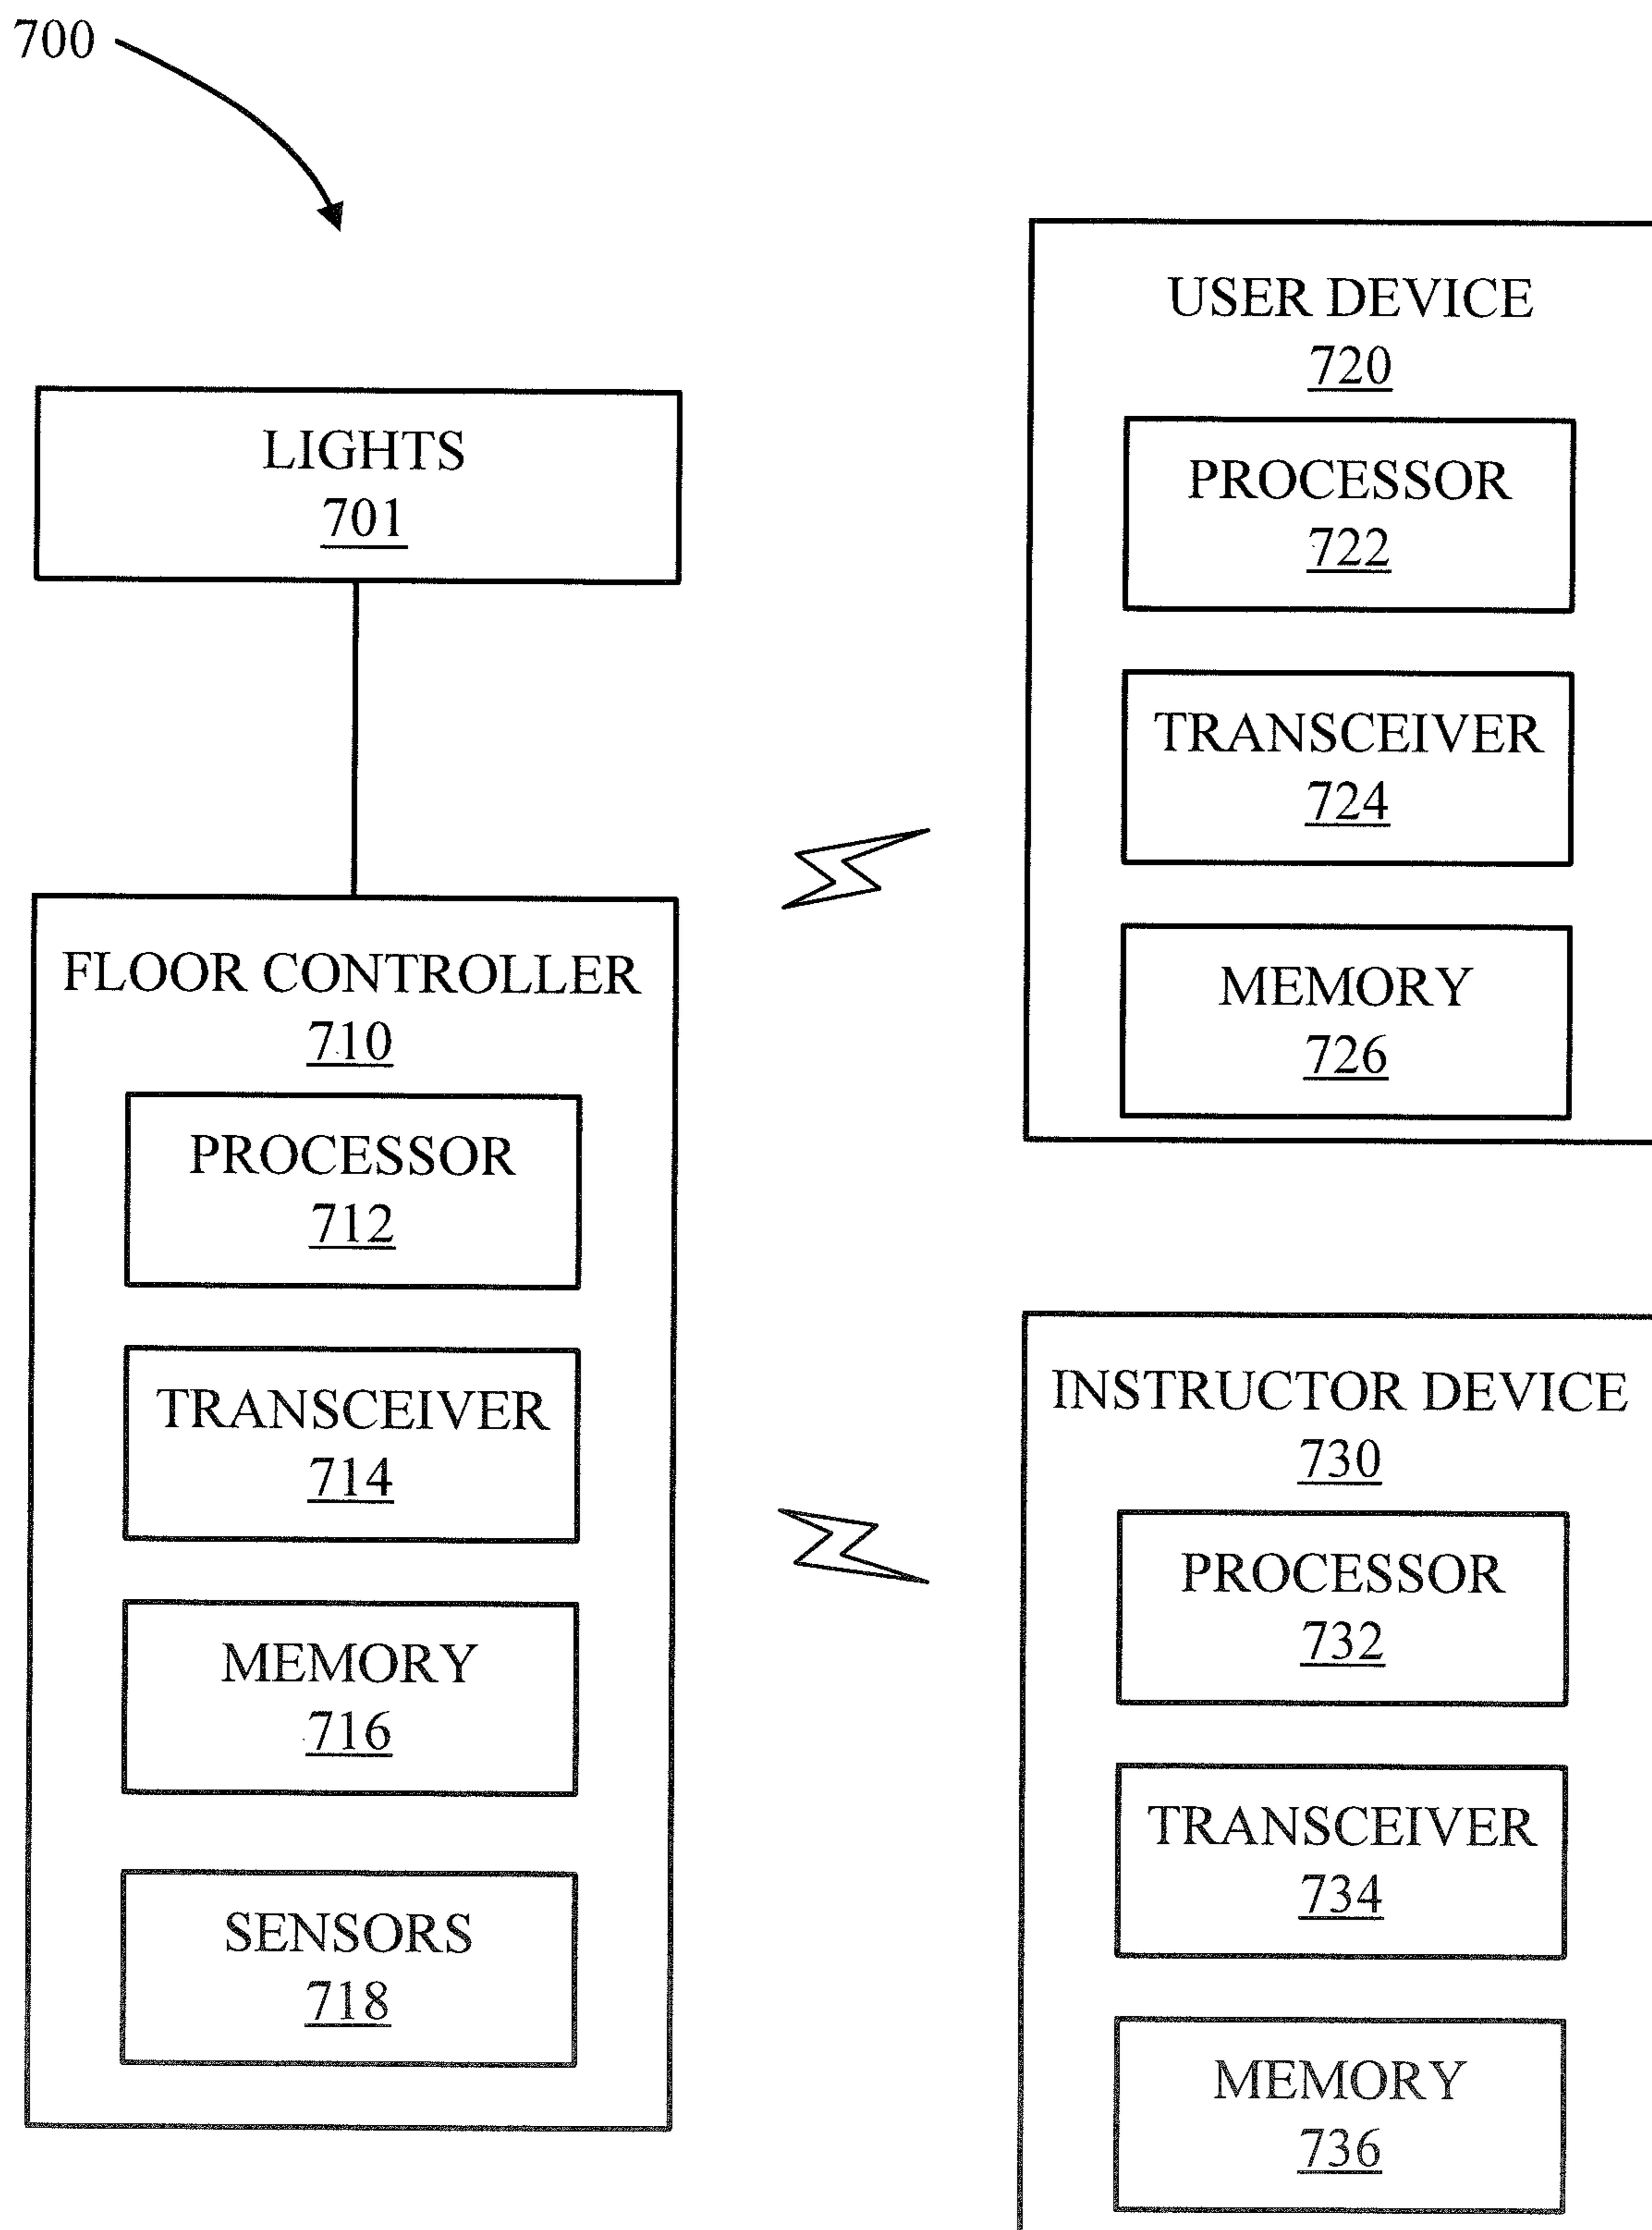 700
LIGHTS
701
FLOOR CONTROLLER
710
PROCESSOR
712
TRANSCEIVER
714
MEMORY
716
SENSORS
718
USER DEVICE
720
PROCESSOR
722
TRANSCEIVER
724
MEMORY
726
INSTRUCTOR DEVICE
730
PROCESSOR
732
TRANSCEIVER
734
MEMORY
736